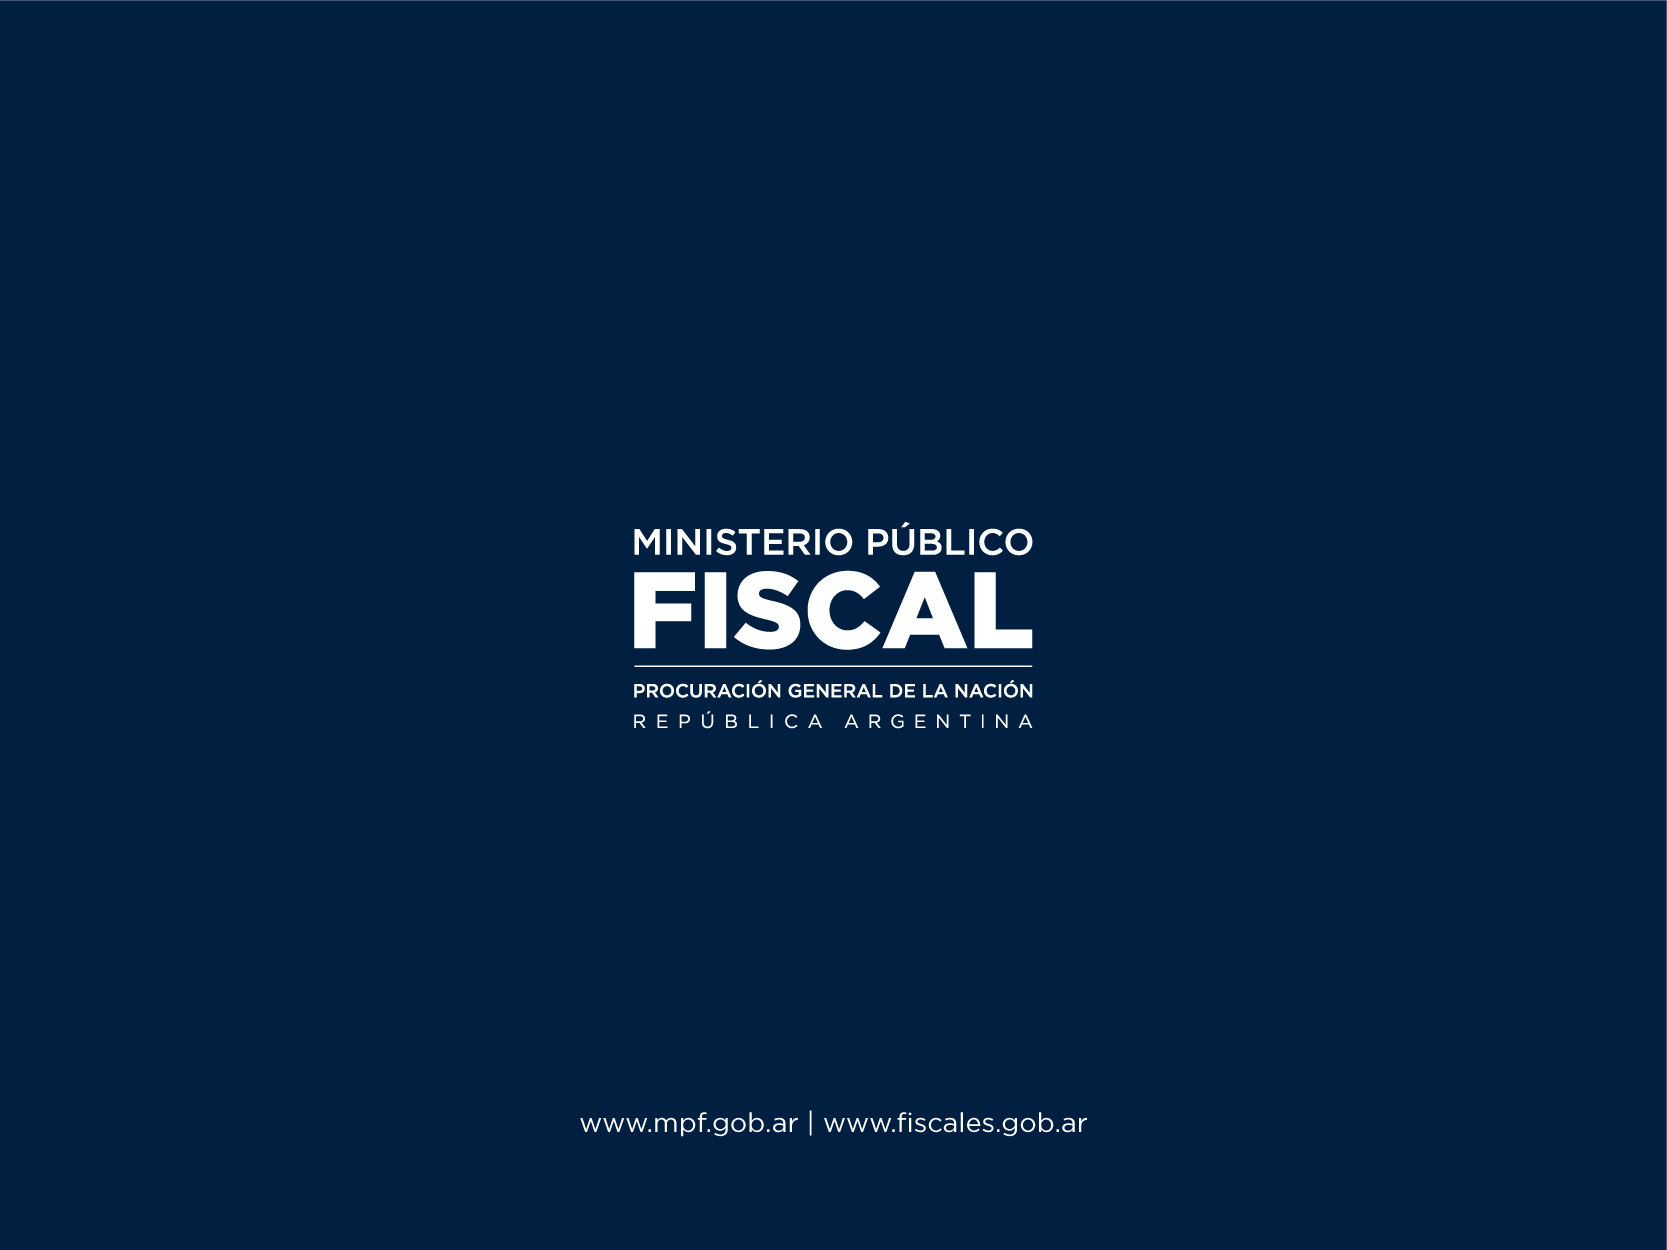 MINISTERIO PÚBLICO
FISCAL
PROCURACIÓN GENERAL DE LA NACIÓN
REPÚBLICA ARGENTINA
www.mpf.gob.ar | www.fiscales.gob.ar